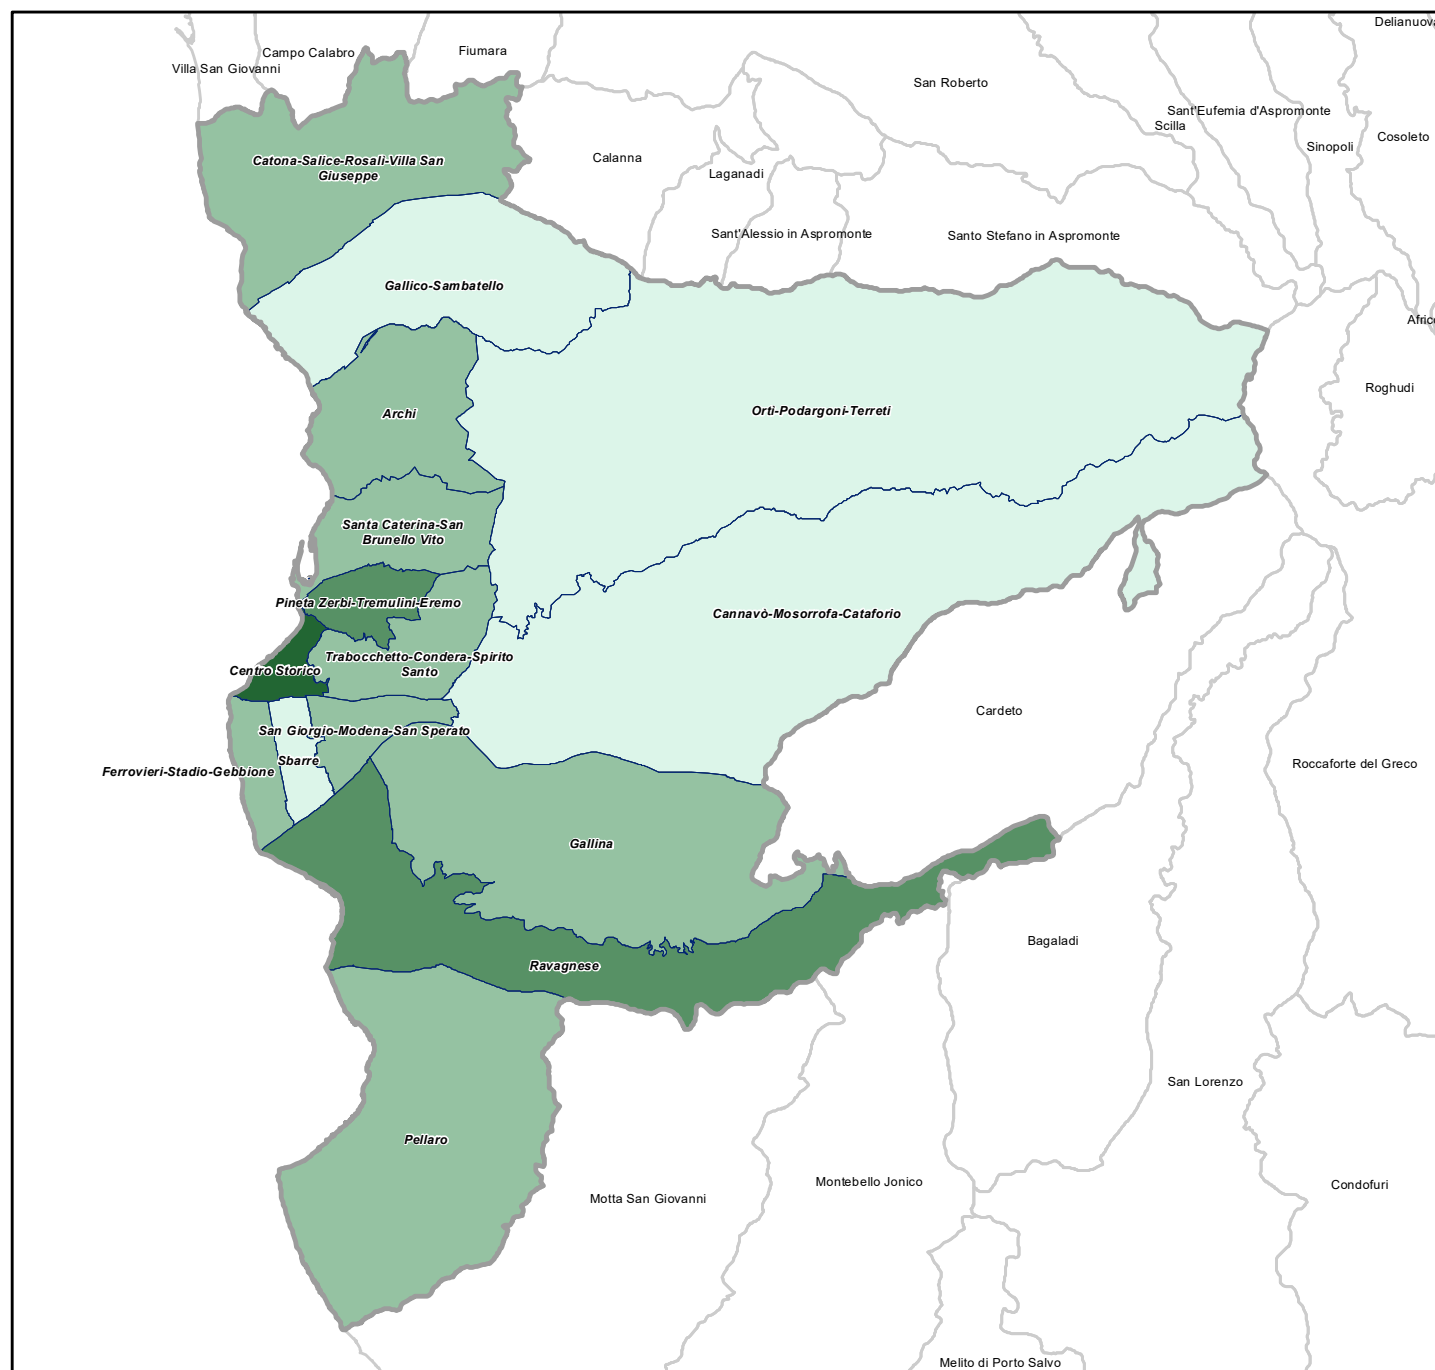 Delianuova
Campo Calabro
Fiumara
Villa San Giovanni
San Roberto
Sant'Eufemia d'Aspromonte
Scilla
Cosoleto
Sinopoli
Catona-Salice-Rosali-Villa San
Giuseppe
Calanna
Laganadi
Sant'Alessio in Aspromonte
Santo Stefano in Aspromonte
Gallico-Sambatello
Africo
Roghudi
Archi
Orti-Podargoni-Terreti
Santa Caterina-San
Brunello Vito
Pineta Zerbi-Tremulini-Eremo
Cannavò-Mosorrofa-Cataforio
Trabocchetto-Condera-Spirito
Santo
Centro Storico
Cardeto
San Giorgio-Modena-San Sperato
Sbarre
Ferrovieri-Stadio-Gebbione
Roccaforte del Greco
Gallina
Bagaladi
Ravagnese
San Lorenzo
Pellaro
Montebello Jonico
Condofuri
Motta San Giovanni
Melito di Porto Salvo